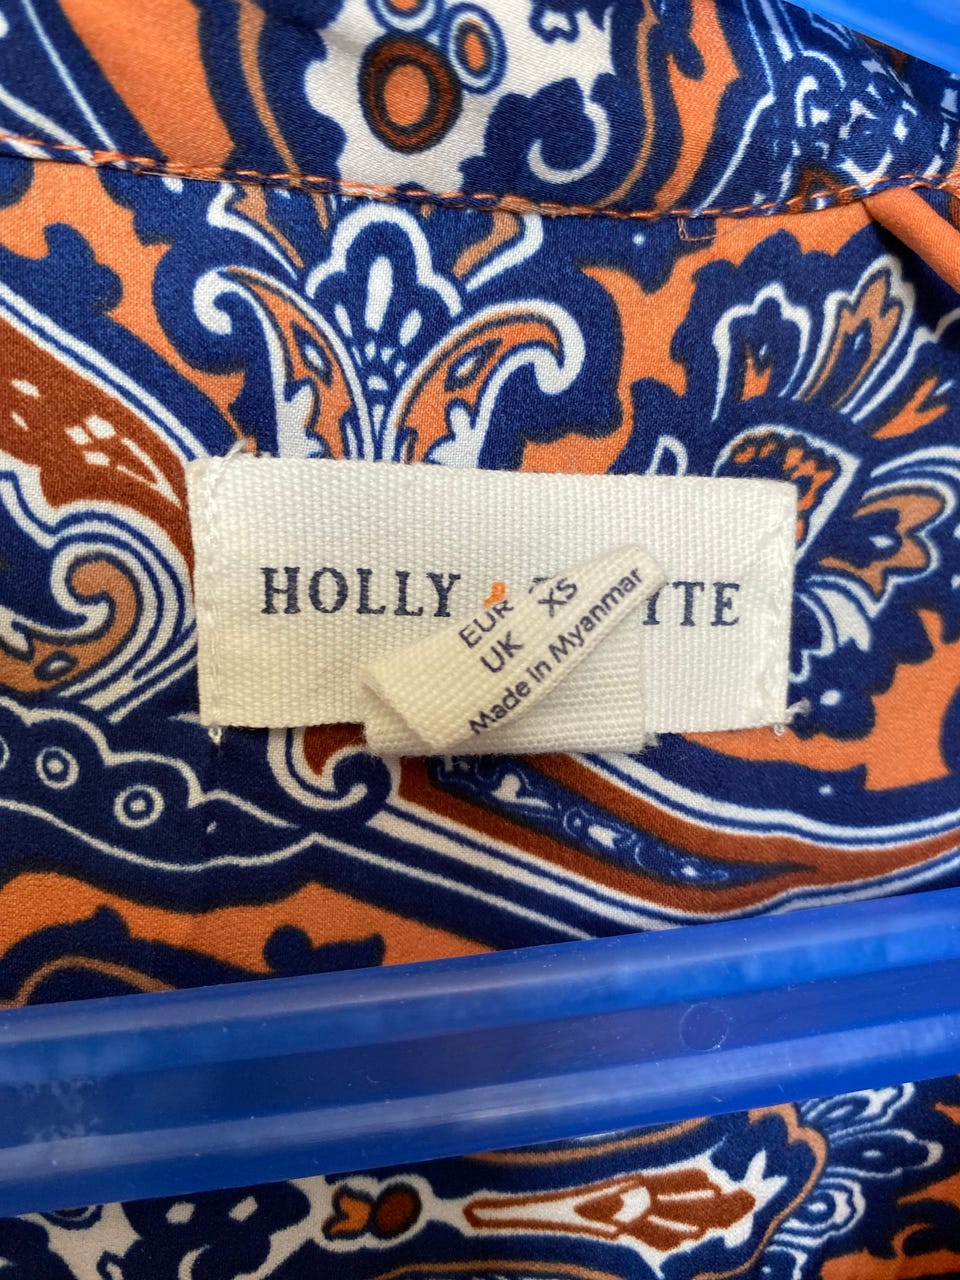 HOLLY YTE
EUR XS
UK
Made in Myanmar